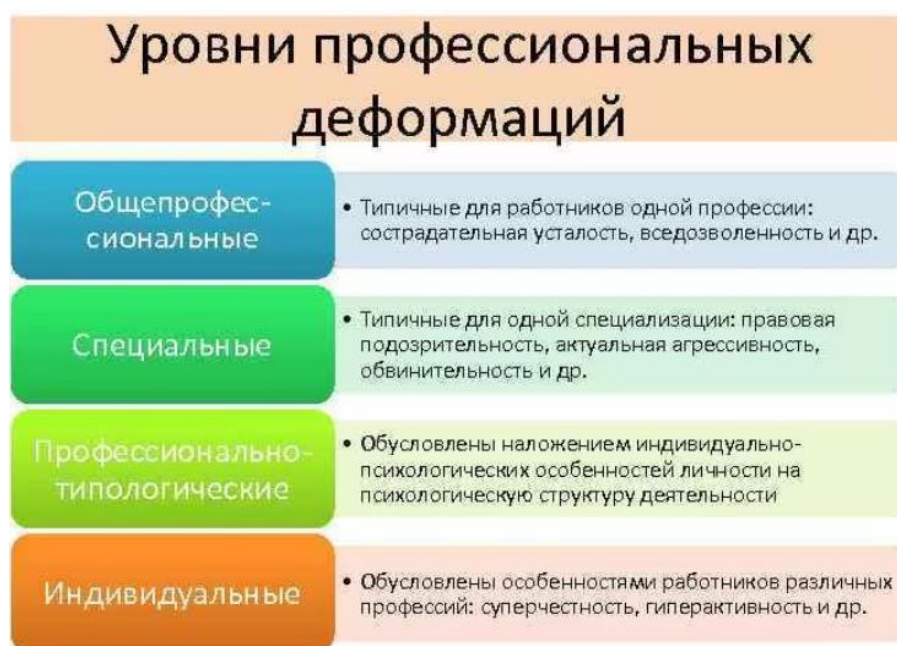 Уровни профессиональных
деформаций
Общепрофес-
сиональные
• Типичные для работников одной профессии:
сострадательная усталость, вседозволенность и др.
Специальные
• Типичные для одной специализации: правовая
подозрительность, актуальная агрессивность,
обвинительность и др.
Профессионально-
типологические
• Обусловлены наложением индивидуально-
психологических особенностей личности на
психологическую структуру деятельности
Индивидуальные
• Обусловлены особенностями работников различных
профессий: суперчестность, гиперактивность и др.